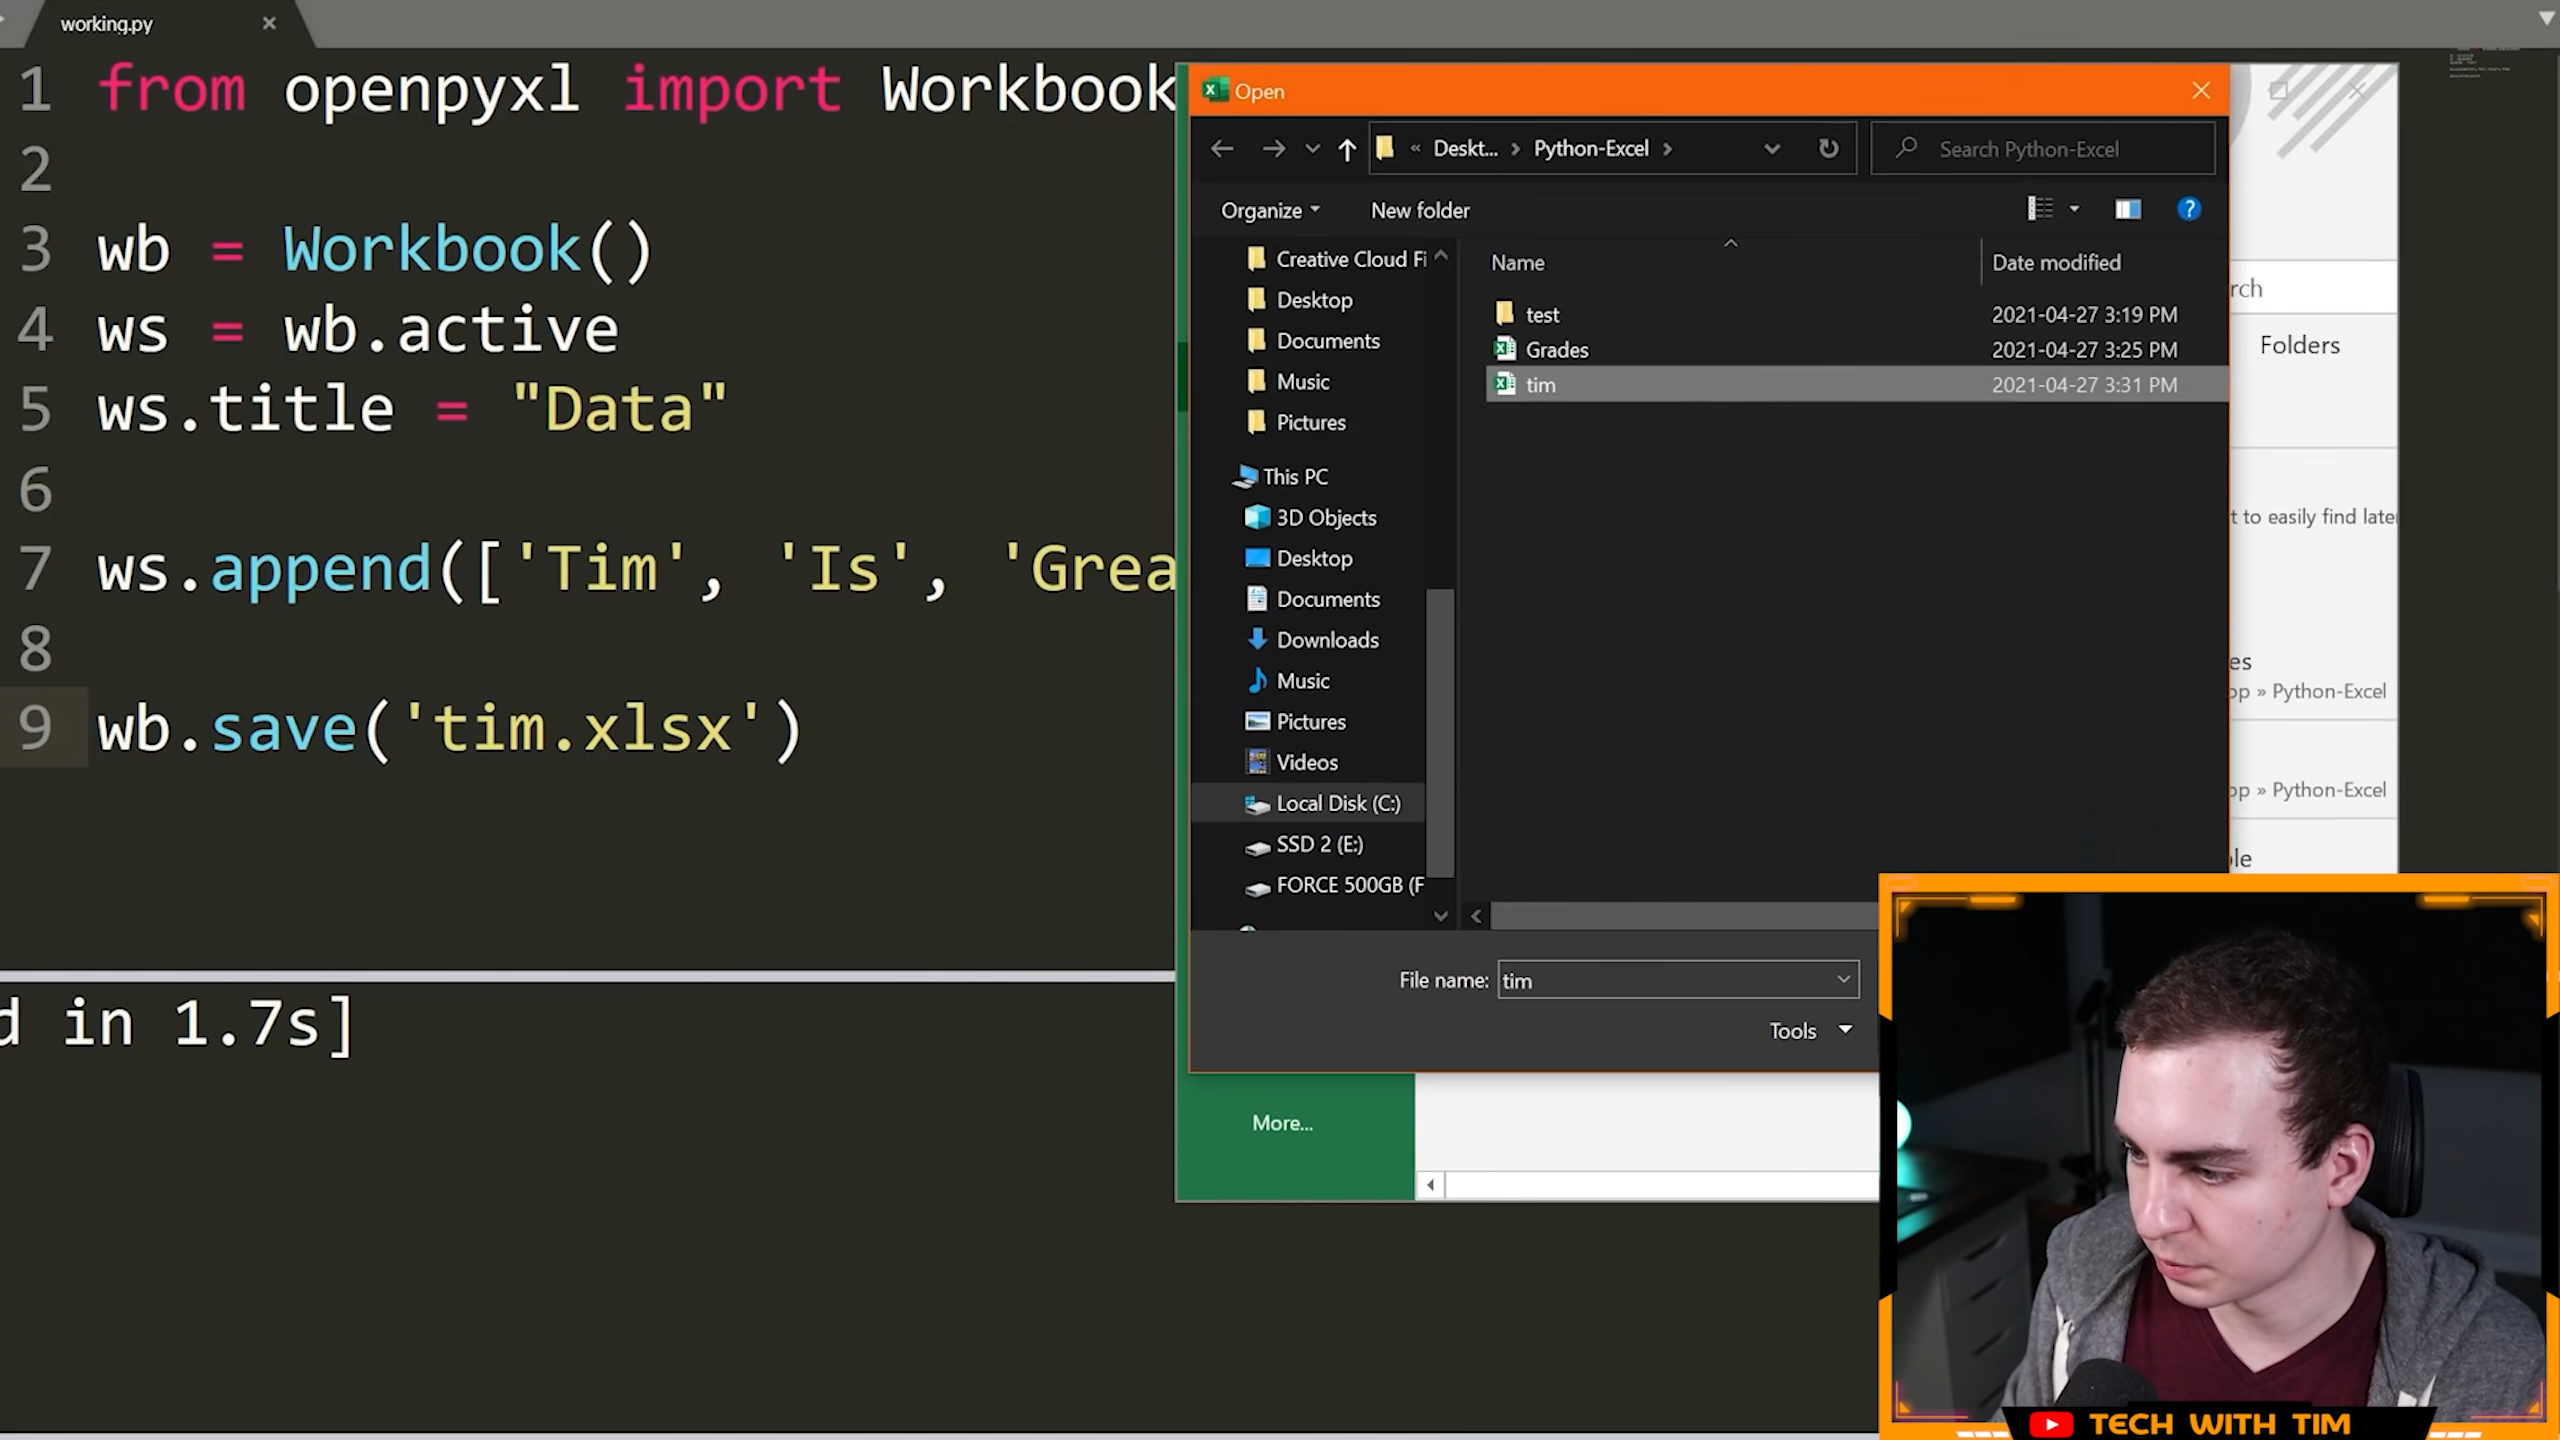 working.py
1 from openpyxl import Workbook
2
3 wb = Workbook()
4 ws = wb.active
5 ws.title = "Data"
6
7 ws.append(['Tim', 'Is', 'Grea
8
9 wb.save('tim.xlsx')
d in 1.7s]
Open
« Deskt... › Python-Excel ›
Search Python-Excel
Organize
New folder
Creative Cloud Fi
Desktop
Documents
Music
Pictures
This PC
3D Objects
Desktop
Documents
Downloads
Music
Pictures
Videos
Local Disk (C:)
SSD 2 (E:)
FORCE 500GB (F
Name Date modified
test 2021-04-27 3:19 PM
Grades 2021-04-27 3:25 PM
tim 2021-04-27 3:31 PM
File name: tim
Tools
rch
Folders
t to easily find late
es
op » Python-Excel
op » Python-Excel
le
More...
TECH WITH TIM